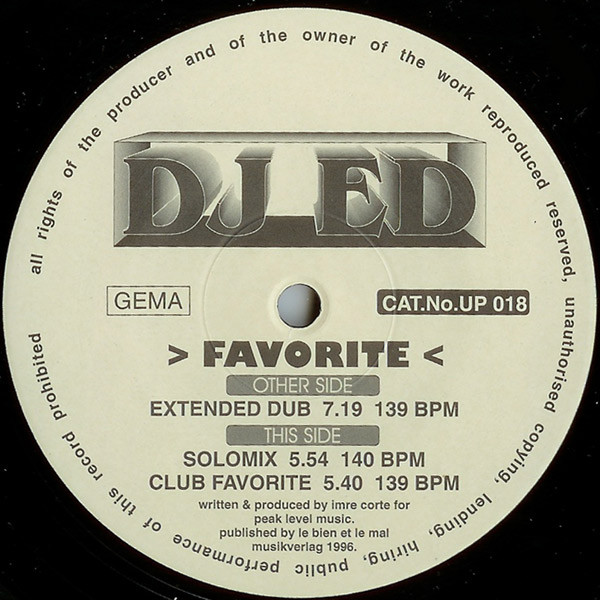 all rights of the producer and of the owner of the work reproduced reserved, unauthorised copying, lending, hiring, public performance of this record prohibited
DJ ED
GEMA
CAT.No.UP 018
> FAVORITE <
OTHER SIDE
EXTENDED DUB 7.19 139 BPM
THIS SIDE
SOLOMIX 5.54 140 BPM
CLUB FAVORITE 5.40 139 BPM
written & produced by imre corte for
peak level music.
published by le bien et le mal
musikverlag 1996.